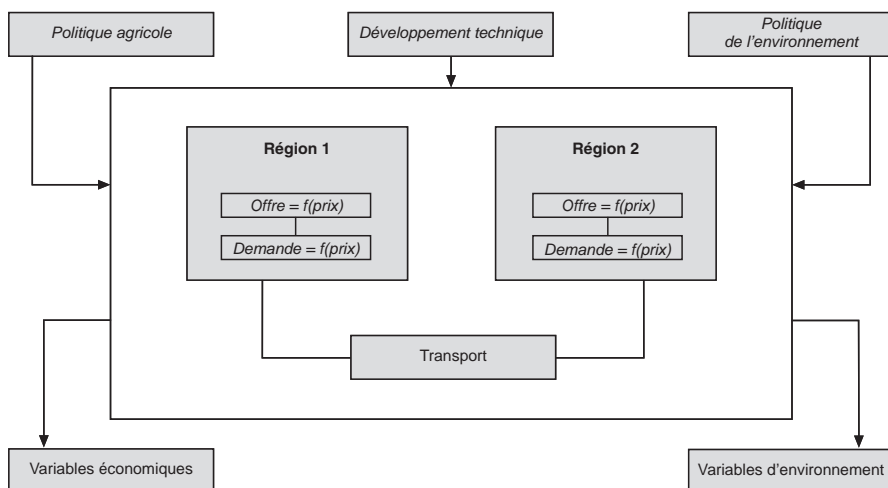 Politique agricole
Développement technique
Politique
de l’environnement
Région 1
Région 2
Offre = f(prix)
Offre = f(prix)
Demande = f(prix)
Demande = f(prix)
Transport
Variables économiques
Variables d’environnement